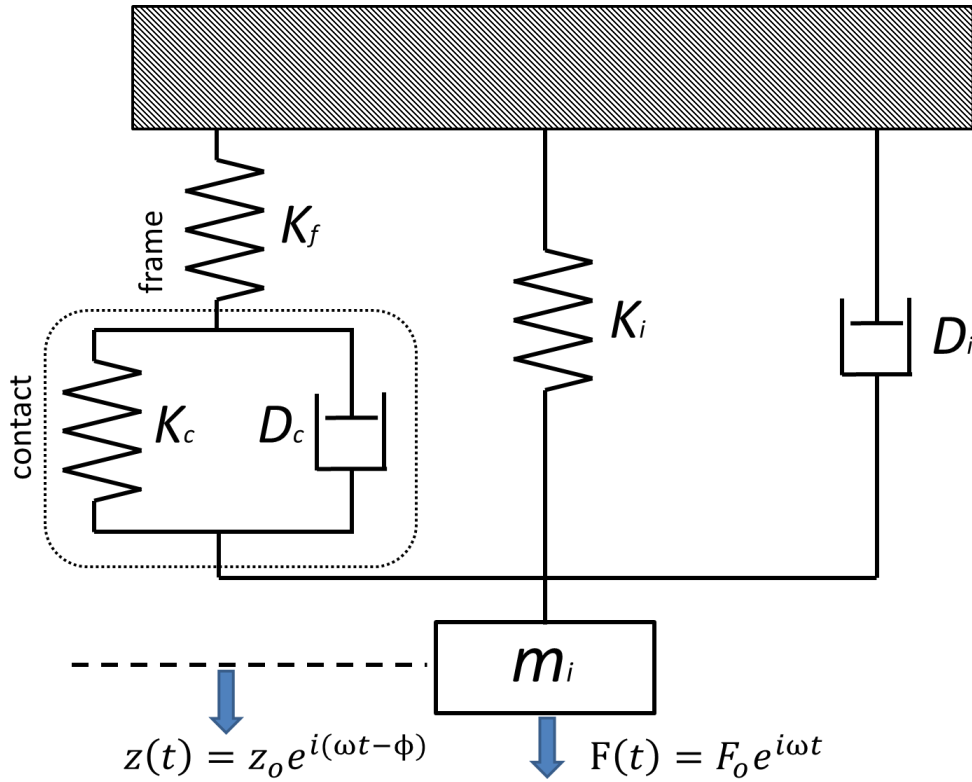 frame
K_f
K_i
D_i
contact
K_c
D_c
m_i
z(t) = z_o e^{i(ωt−ϕ)}
F(t) = F_o e^{iωt}